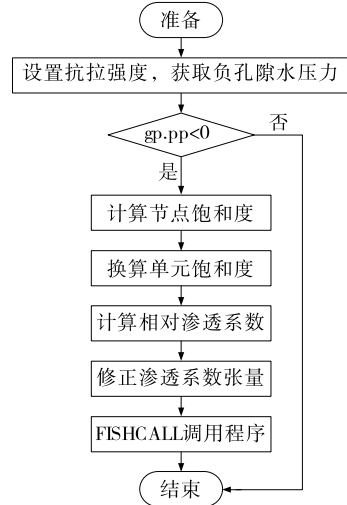 准备
设置抗拉强度，获取负孔隙水压力
gp.pp<0
否
是
计算节点饱和度
换算单元饱和度
计算相对渗透系数
修正渗透系数张量
FISHCALL调用程序
结束